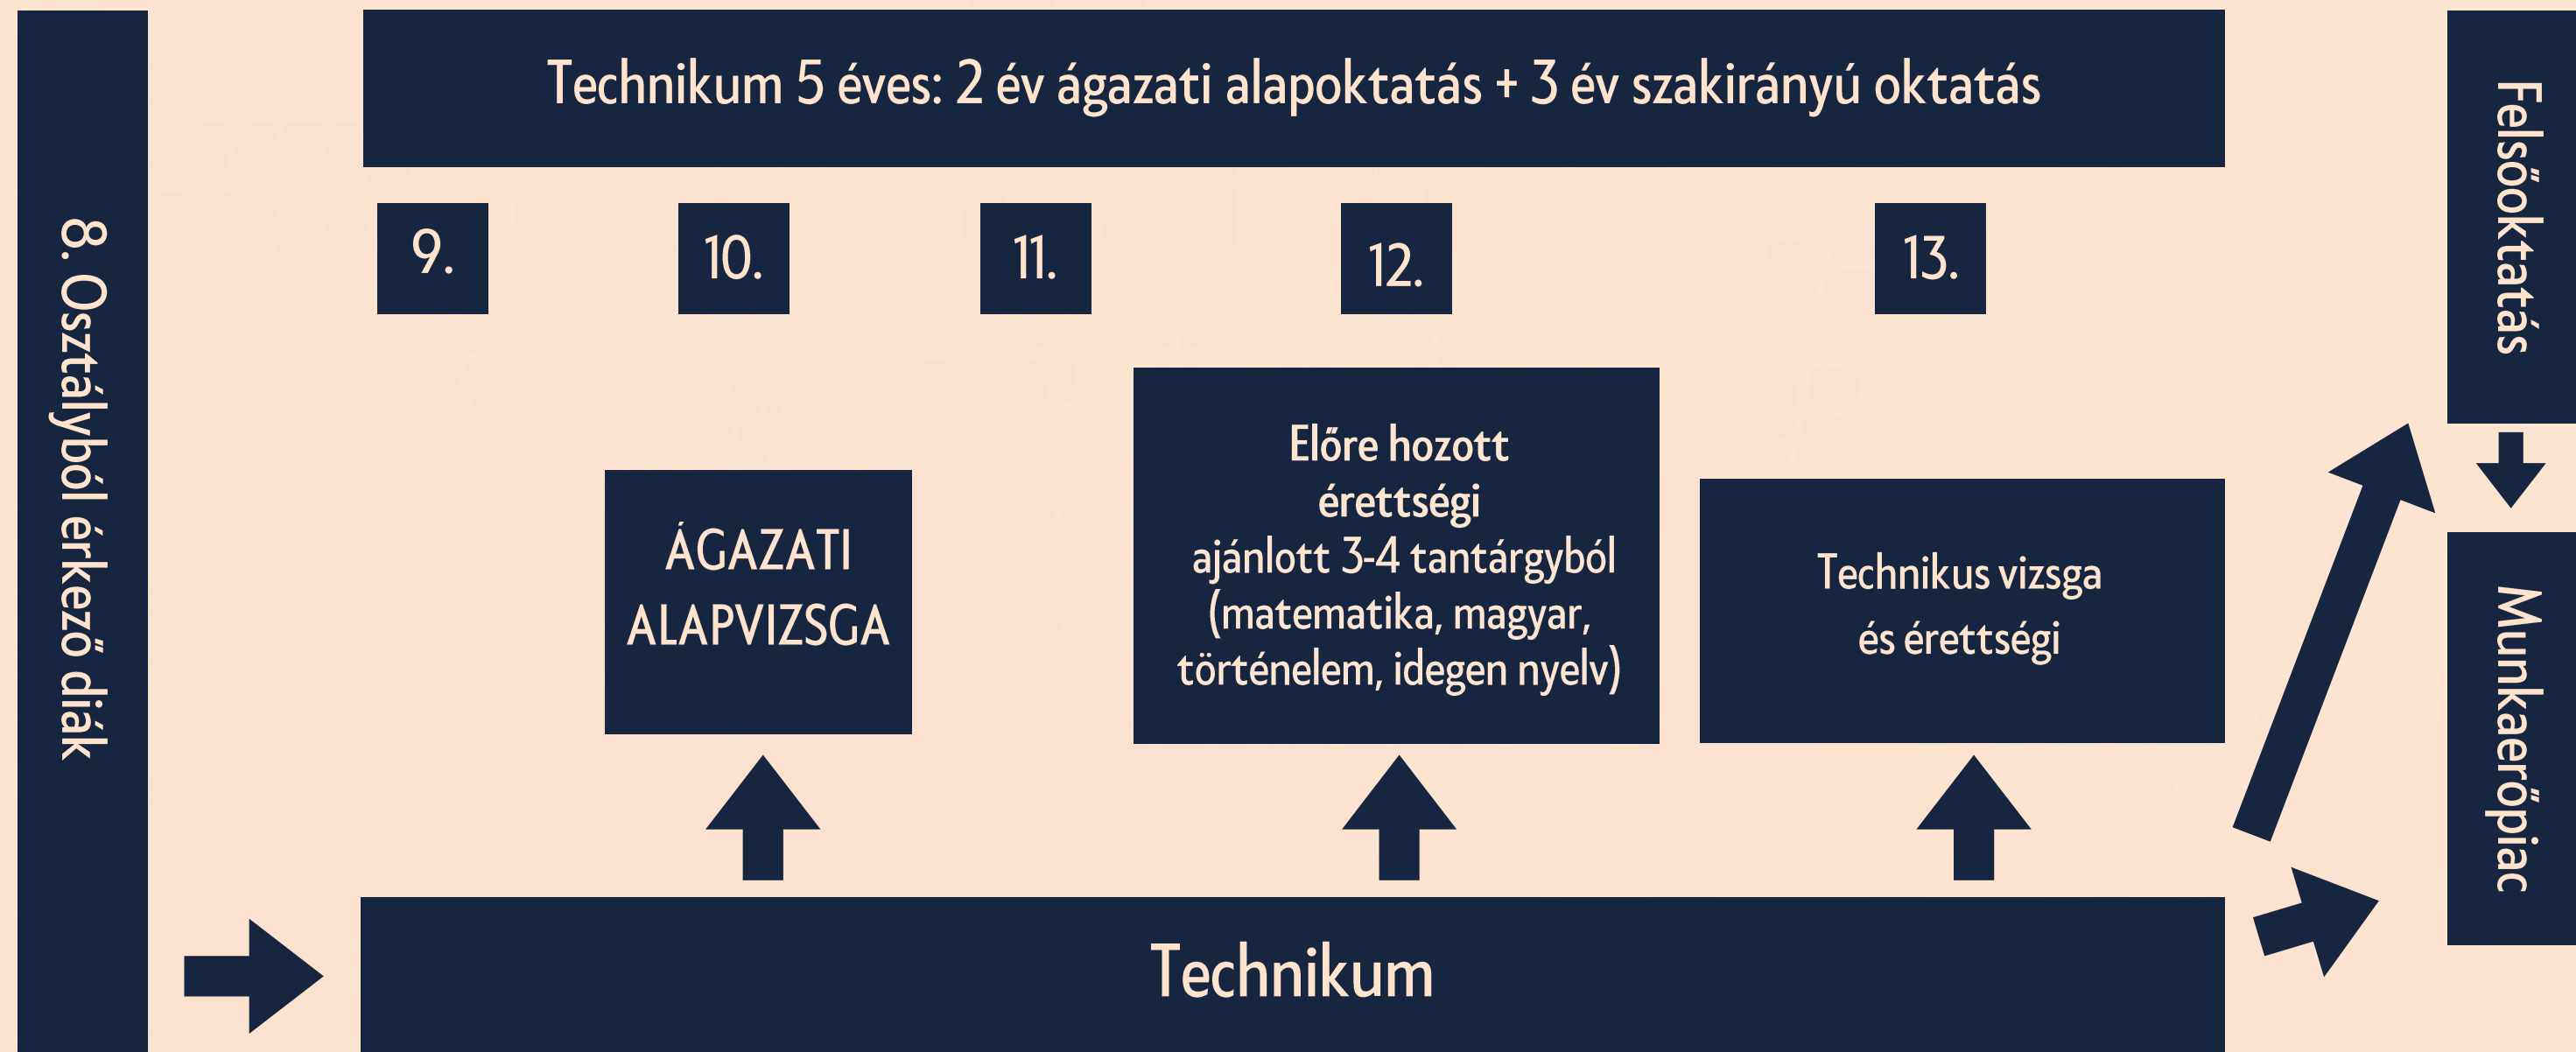 8. Osztályból érkező diák
Technikum 5 éves: 2 év ágazati alapoktatás + 3 év szakirányú oktatás
9.
10.
11.
12.
13.
ÁGAZATI
ALAPVIZSGA
Előre hozott
érettségi
ajánlott 3-4 tantárgyból
(matematika, magyar,
történelem, idegen nyelv)
Technikus vizsga
és érettségi
Technikum
Felsőoktatás
Munkaerőpiac